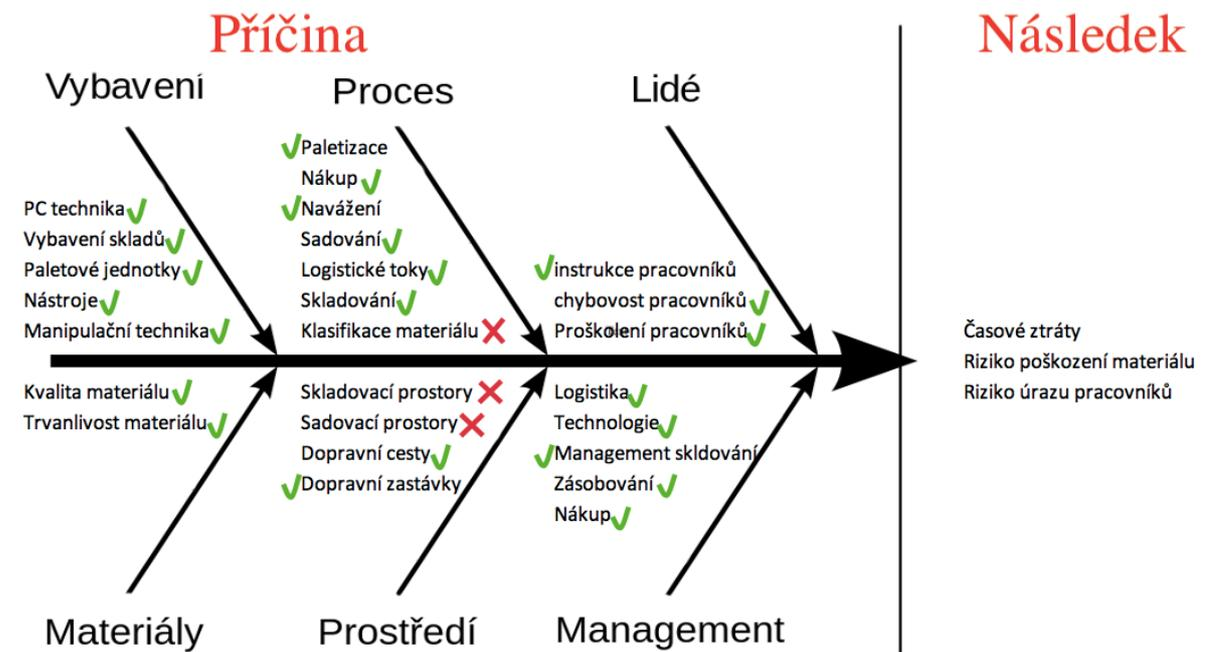 Příčina
Následek
Vybavení
Proces
Lidé
PC technika
Vybavení skladů
Paletové jednotky
Nástroje
Manipulační technika
Paletizace
Nákup
Navážení
Sadování
Logistické toky
Skladování
Klasifikace materiálu
instrukce pracovníků
chybovost pracovníků
Proškolení pracovníků
Časové ztráty
Riziko poškození materiálu
Riziko úrazu pracovníků
Kvalita materiálu
Trvanlivost materiálu
Skladovací prostory
Sadovací prostory
Dopravní cesty
Dopravní zastávky
Logistika
Technologie
Management skldování
Zásobování
Nákup
Materiály
Prostředí
Management